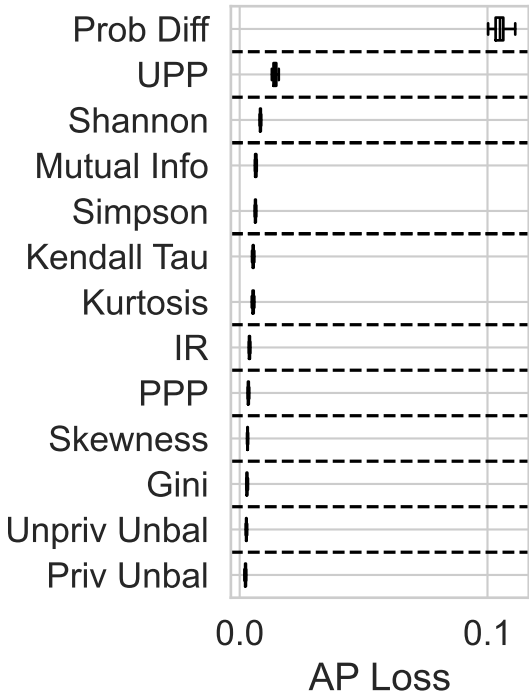 Prob Diff
UPP
Shannon
Mutual Info
Simpson
Kendall Tau
Kurtosis
IR
PPP
Skewness
Gini
Unpriv Unbal
Priv Unbal
0.0 0.1
AP Loss